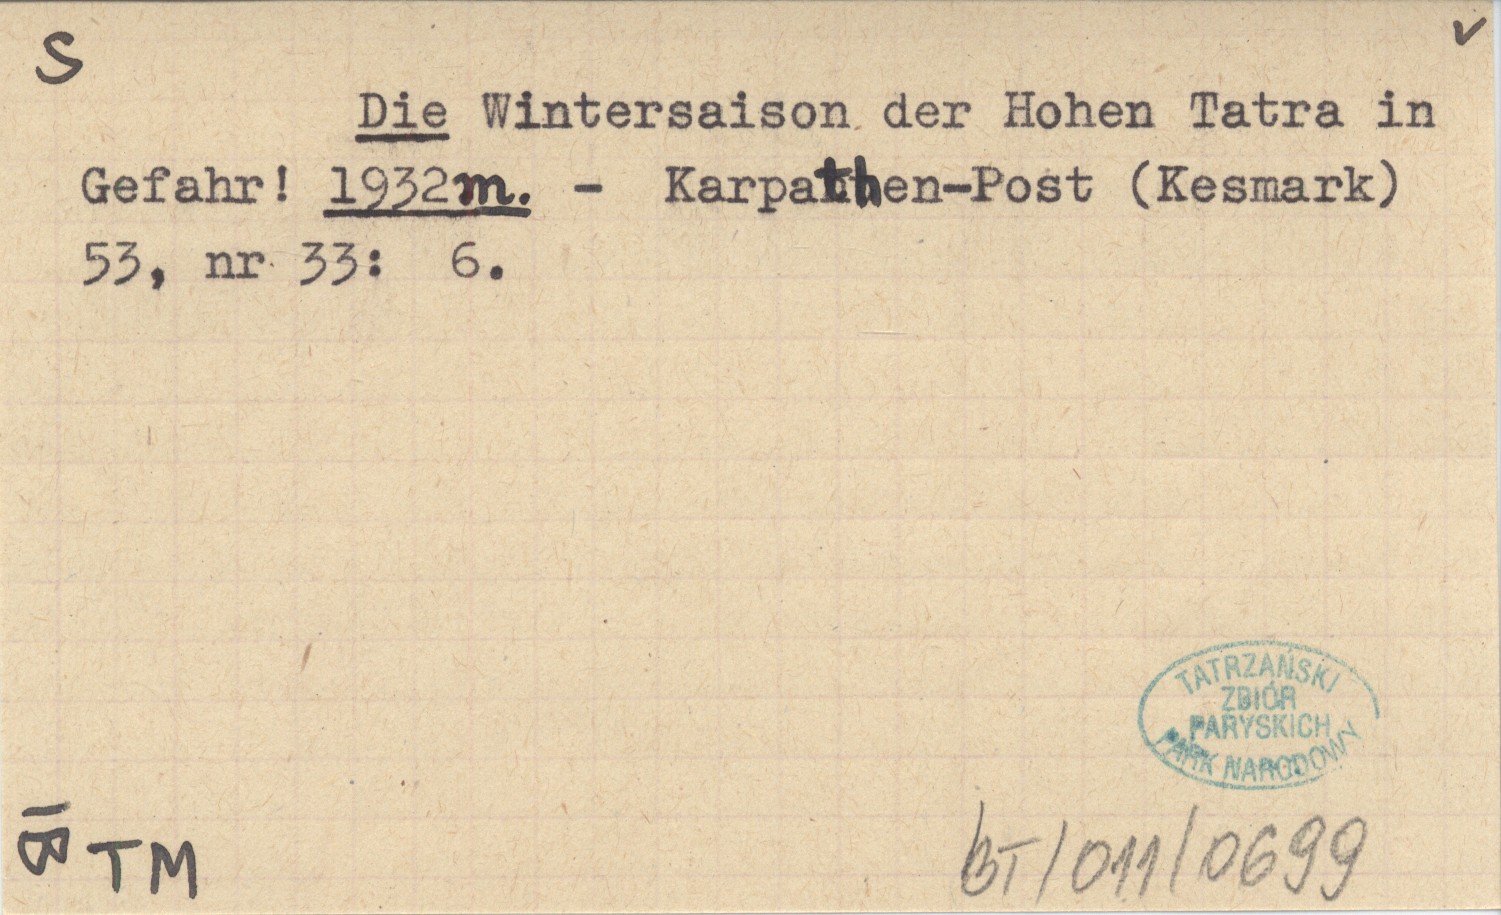 S
v
Die Wintersaison der Hohen Tatra in
Gefahr! 1932m. - Karpathen-Post (Kesmark)
53, nr 33: 6.
TATRZAŃSKI
ZBIÓR
PARYSKICH
PARK NARODOWY
B1 TM
BT/011/0699